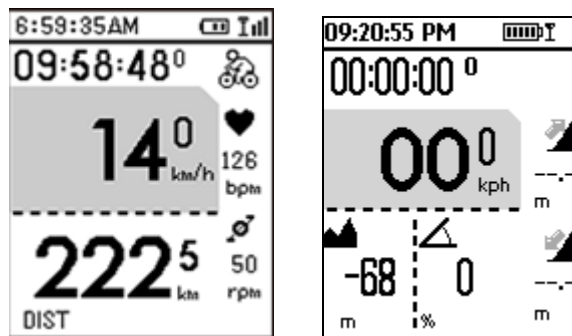 6:59:35AM
09:58:48⁰
14⁰ km/h
126
bpm
222⁵ km
50
rpm
DIST
09:20:55 PM
00:00:00 ⁰
00⁰ kph
--.-
m
-68
m
0
%
--.-
m